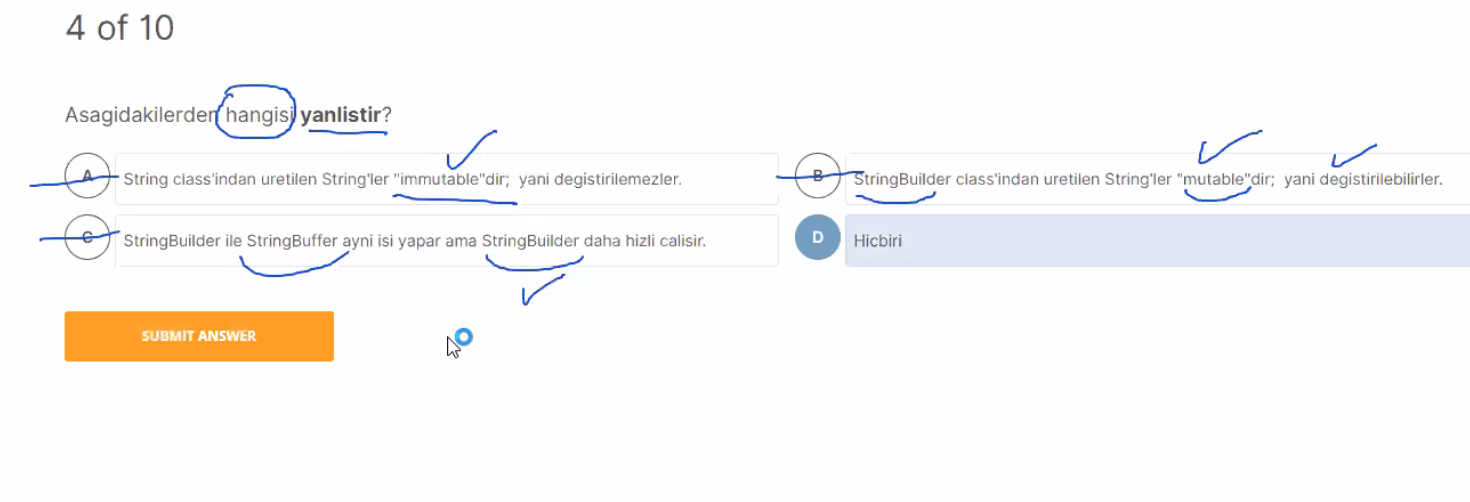 4 of 10
Asagidakilerden hangisi yanlistir?
A String class'indan uretilen String'ler "immutable"dir; yani degistirilemezler.
B StringBuilder class'indan uretilen String'ler "mutable"dir; yani degistirilebilirler.
C StringBuilder ile StringBuffer ayni isi yapar ama StringBuilder daha hizli calisir.
D Hicbiri
SUBMIT ANSWER